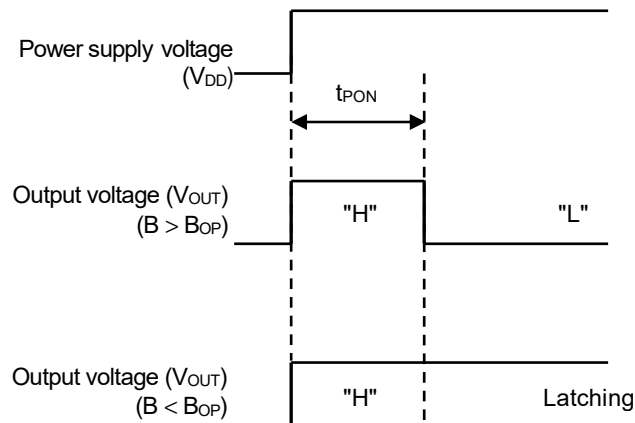 Power supply voltage
(VDD)
tPON
Output voltage (VOUT)
(B > BOP)
"H"
"L"
Output voltage (VOUT)
(B < BOP)
"H"
Latching